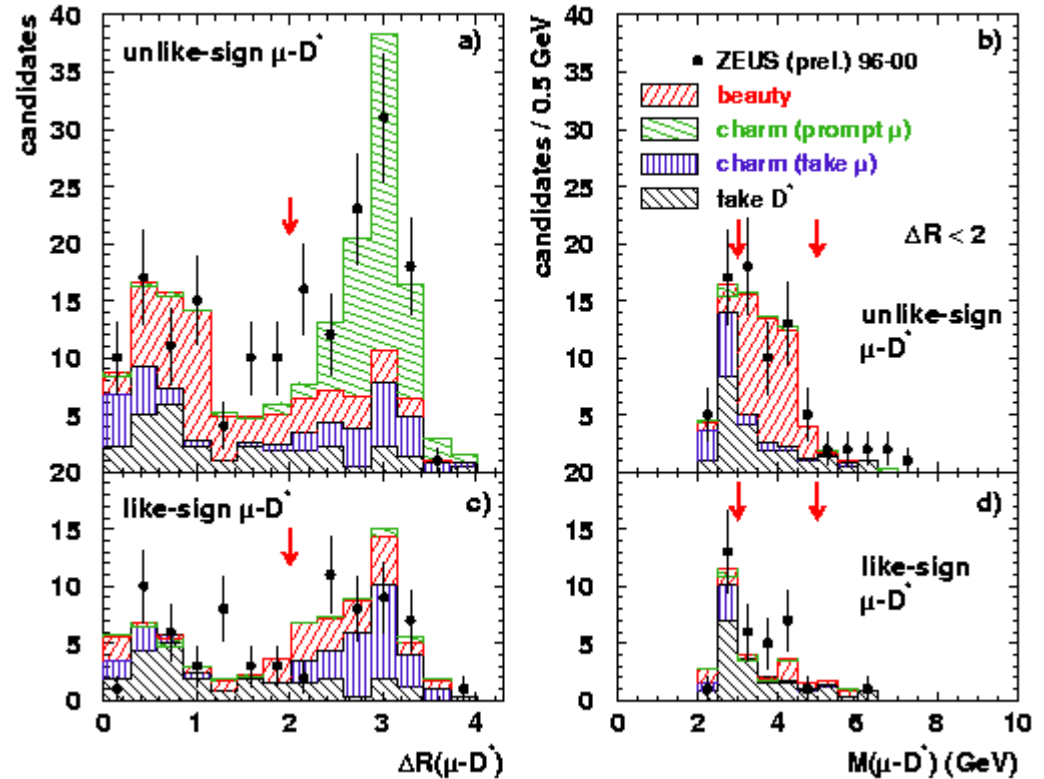 candidates
40
35
30
25
20
15
10
5
20
15
10
5
0
unlike-sign μ-D*
a)
like-sign μ-D*
c)
0 1 2 3 4
ΔR(μ-D*)
candidates / 0.5 GeV
40
35
30
25
20
15
10
5
20
15
10
5
0
b)
ZEUS (prel.) 96-00
beauty
charm (prompt μ)
charm (fake μ)
fake D*
ΔR < 2
unlike-sign
μ-D*
d)
like-sign
μ-D*
0 2 4 6 8 10
M(μ-D*) (GeV)